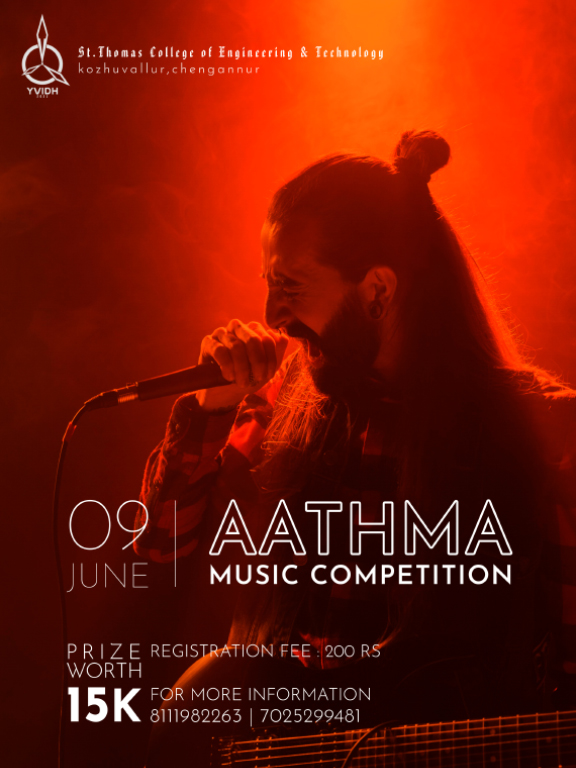 St.Thomas College of Engineering & Technology
kozhuvallur,chengannur
YVIDH
09
JUNE
AATHMA
MUSIC COMPETITION
PRIZE
WORTH
15K
REGISTRATION FEE : 200 RS
FOR MORE INFORMATION
8111982263 | 7025299481